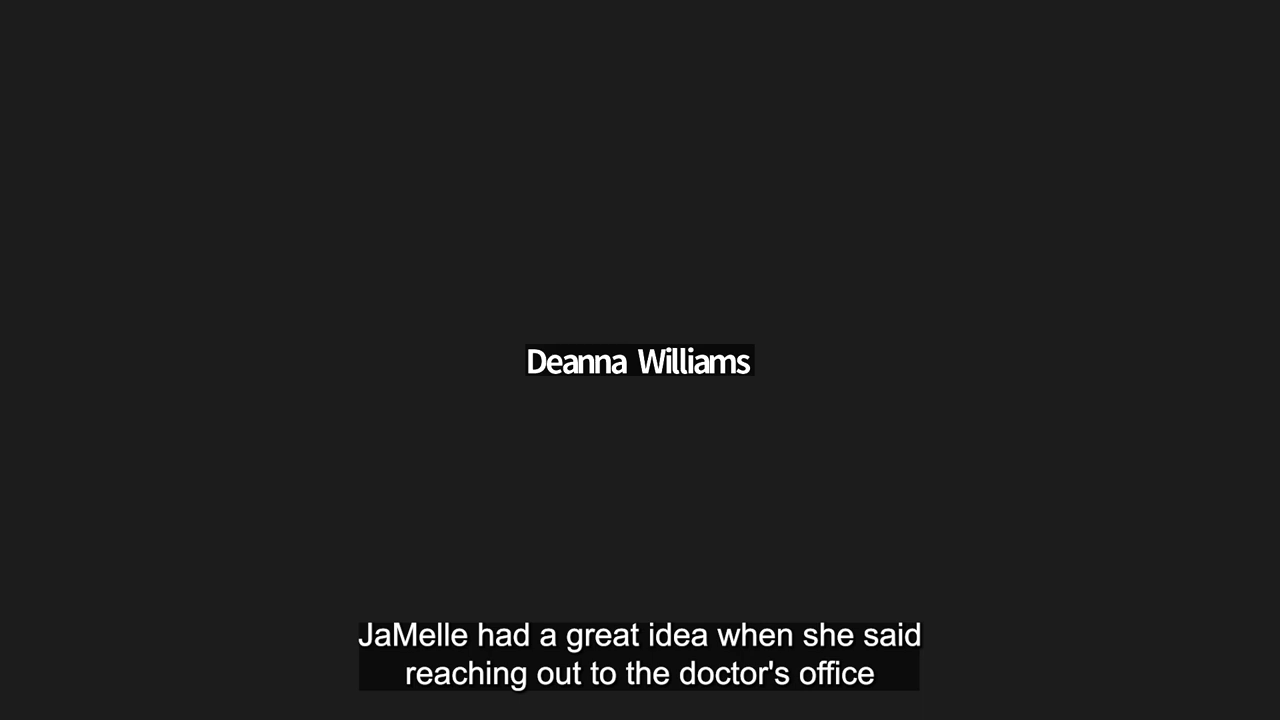 Deanna Williams
JaMelle had a great idea when she said
reaching out to the doctor's office